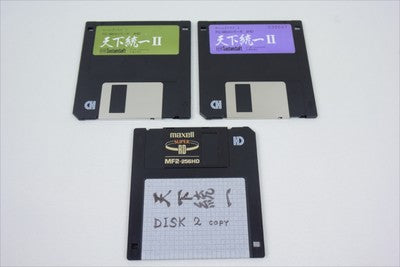 天下統一II
SystemSoft
天下統一II
SystemSoft
HD
HD
maxell
SUPER
RD
MF2-256HD
HD
天下統一
DISK 2 COPY